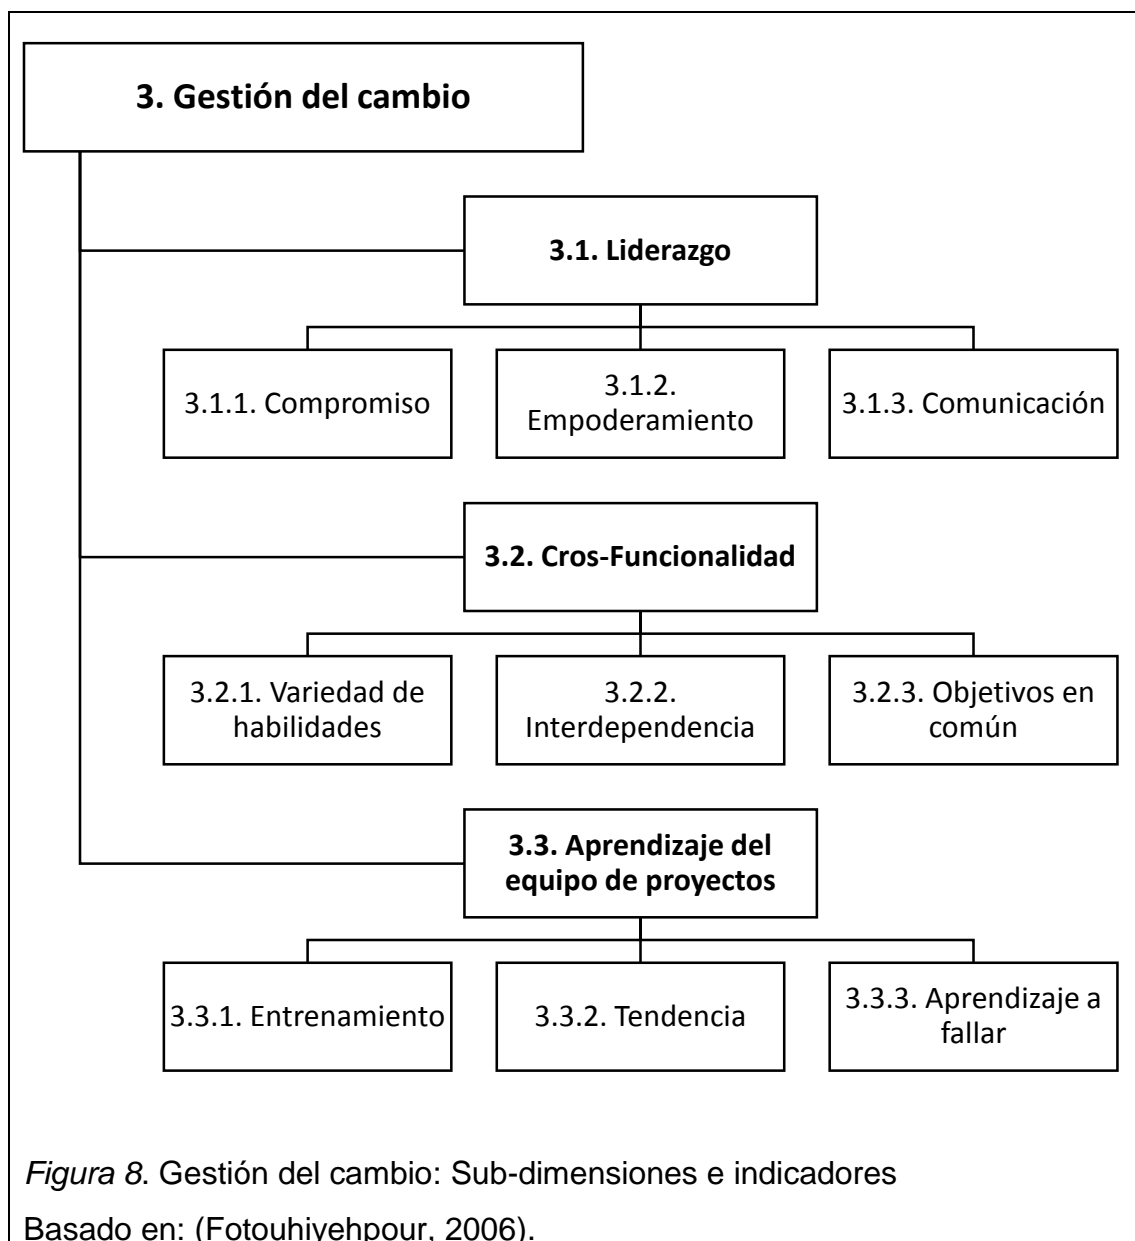 3. Gestión del cambio
3.1. Liderazgo
3.1.1. Compromiso
3.1.2.
Empoderamiento
3.1.3. Comunicación
3.2. Cros-Funcionalidad
3.2.1. Variedad de
habilidades
3.2.2.
Interdependencia
3.2.3. Objetivos en
común
3.3. Aprendizaje del
equipo de proyectos
3.3.1. Entrenamiento
3.3.2. Tendencia
3.3.3. Aprendizaje a
fallar
Figura 8. Gestión del cambio: Sub-dimensiones e indicadores
Basado en: (Fotouhiyehpour, 2006).